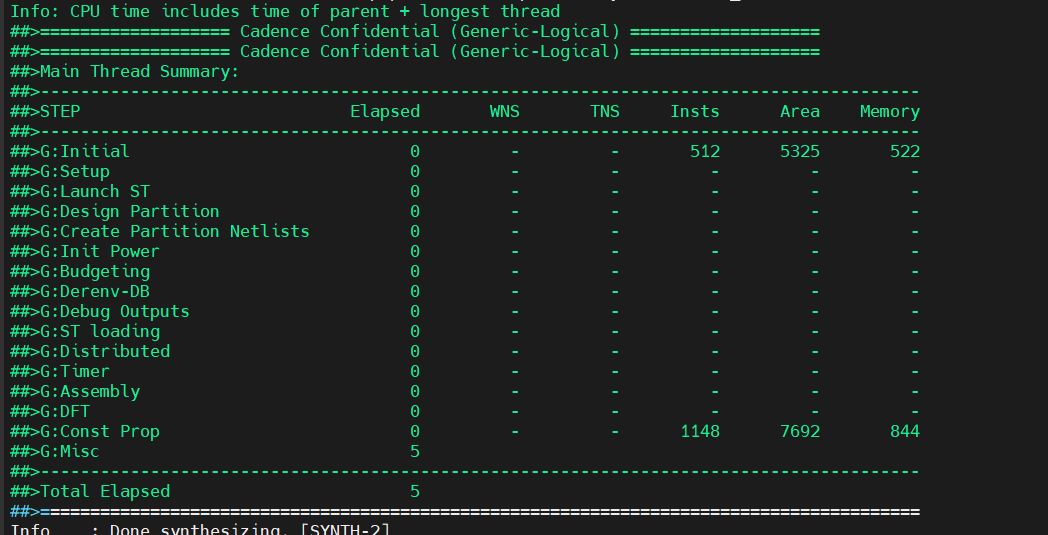 Info: CPU time includes time of parent + longest thread
##>=================== Cadence Confidential (Generic-Logical) ===================
##>=================== Cadence Confidential (Generic-Logical) ===================
##>Main Thread Summary:
##>----------------------------------------------------------------------------------------
##>STEP                           Elapsed       WNS       TNS     Insts      Area    Memory
##>----------------------------------------------------------------------------------------
##>G:Initial                            0         -         -       512      5325       522
##>G:Setup                              0         -         -         -         -         -
##>G:Launch ST                          0         -         -         -         -         -
##>G:Design Partition                   0         -         -         -         -         -
##>G:Create Partition Netlists          0         -         -         -         -         -
##>G:Init Power                         0         -         -         -         -         -
##>G:Budgeting                          0         -         -         -         -         -
##>G:Derenv-DB                          0         -         -         -         -         -
##>G:Debug Outputs                      0         -         -         -         -         -
##>G:ST loading                         0         -         -         -         -         -
##>G:Distributed                        0         -         -         -         -         -
##>G:Timer                              0         -         -         -         -         -
##>G:Assembly                           0         -         -         -         -         -
##>G:DFT                                0         -         -         -         -         -
##>G:Const Prop                         0         -         -      1148      7692       844
##>G:Misc                               5
##>----------------------------------------------------------------------------------------
##>Total Elapsed                        5
##>========================================================================================
Info    : Done synthesizing. [SYNTH-2]